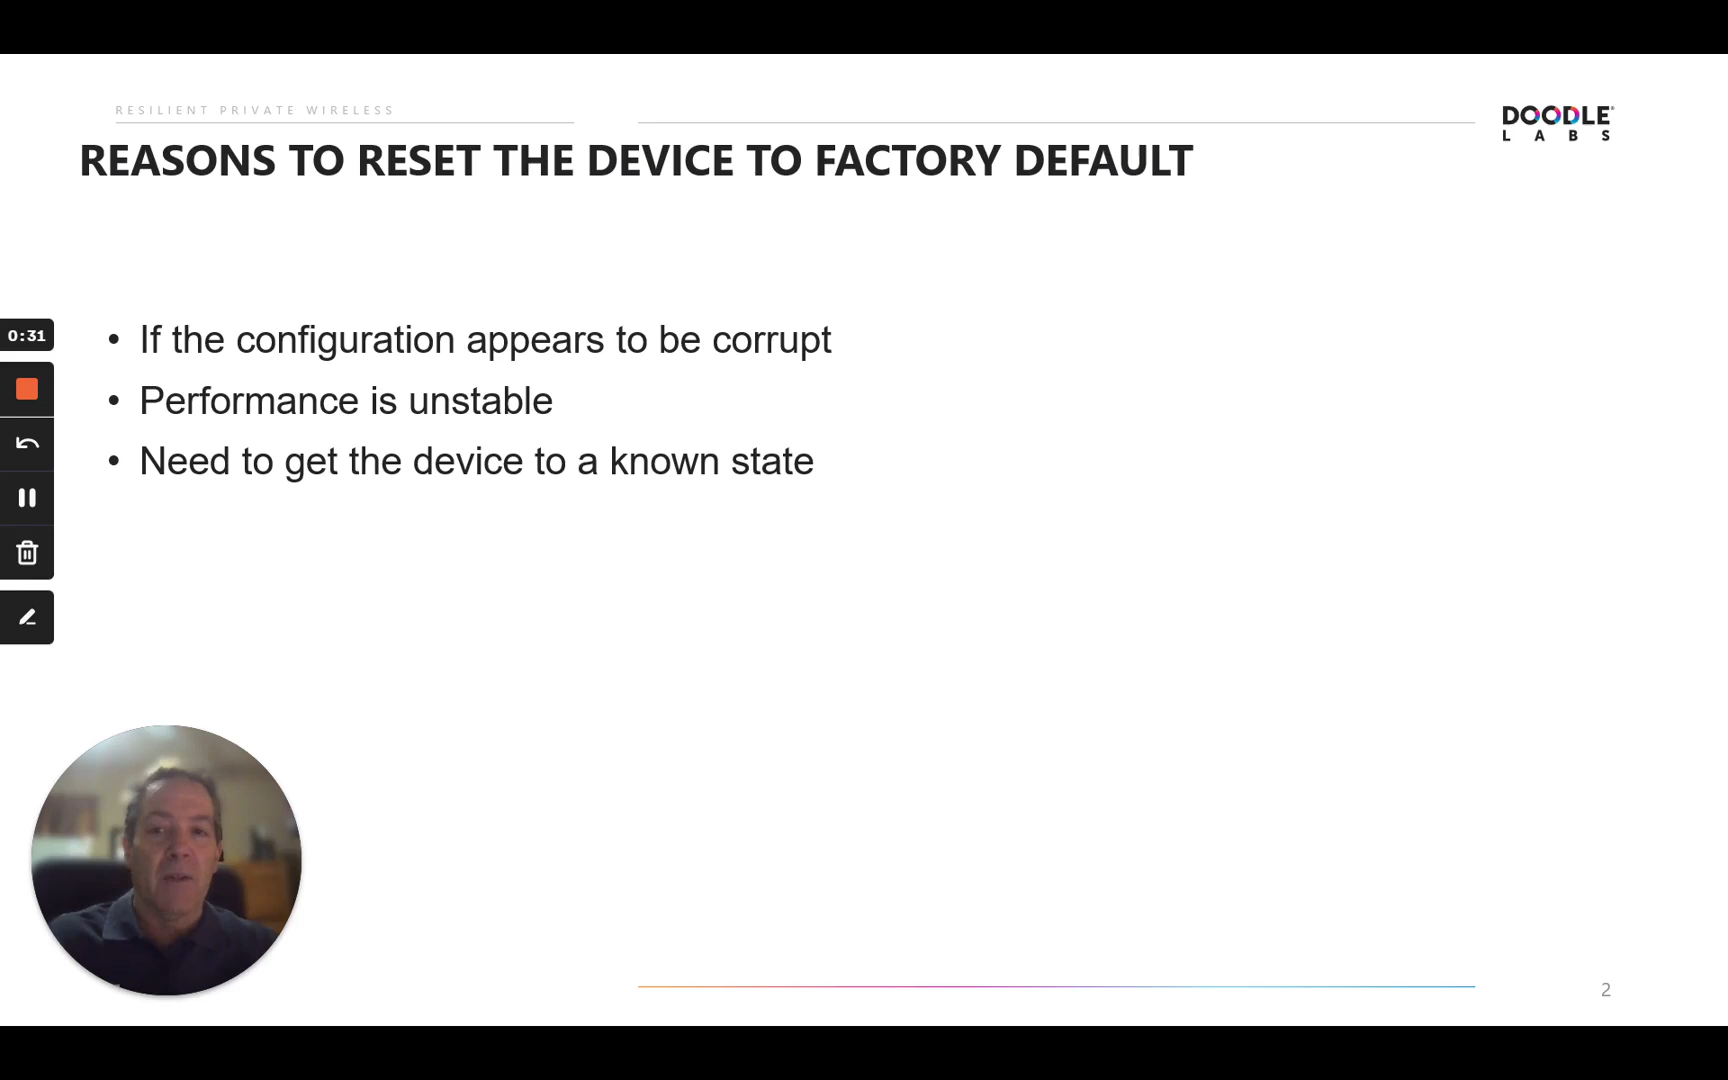 RESILIENT PRIVATE WIRELESS
DOODLE®
LABS
REASONS TO RESET THE DEVICE TO FACTORY DEFAULT
0:31
• If the configuration appears to be corrupt
• Performance is unstable
• Need to get the device to a known state
2